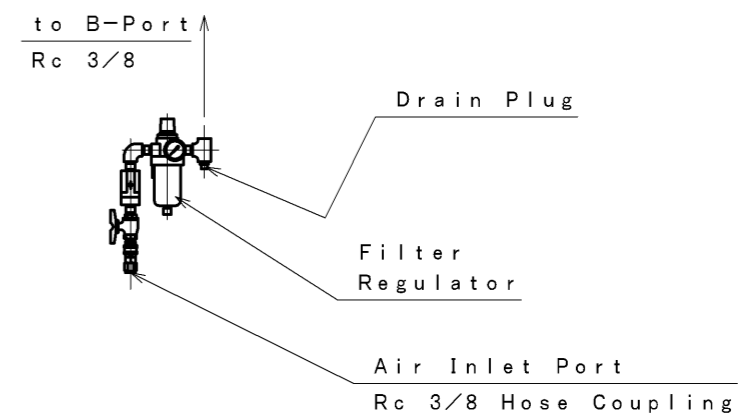 to B-Port
Rc 3/8
Drain Plug
Filter
Regulator
Air Inlet Port
Rc 3/8 Hose Coupling